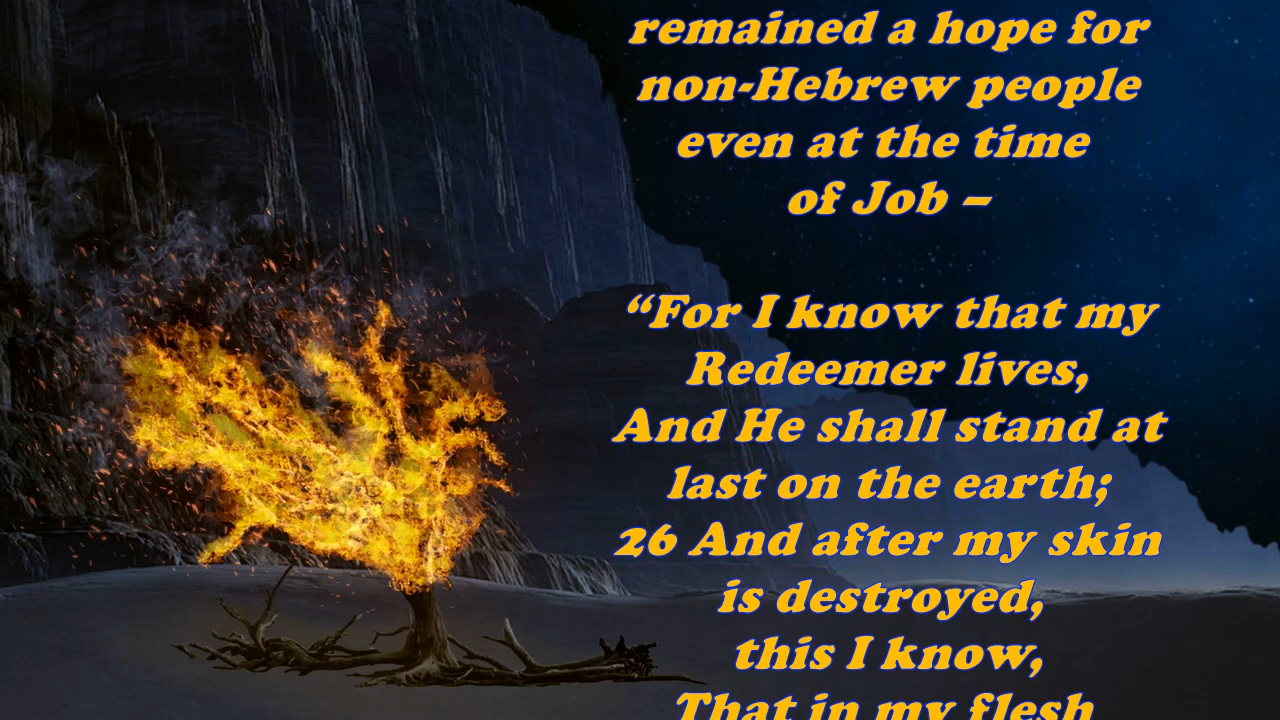 remained a hope for
non-Hebrew people
even at the time
of Job –
“For I know that my
Redeemer lives,
And He shall stand at
last on the earth;
26 And after my skin
is destroyed,
this I know,
That in my flesh